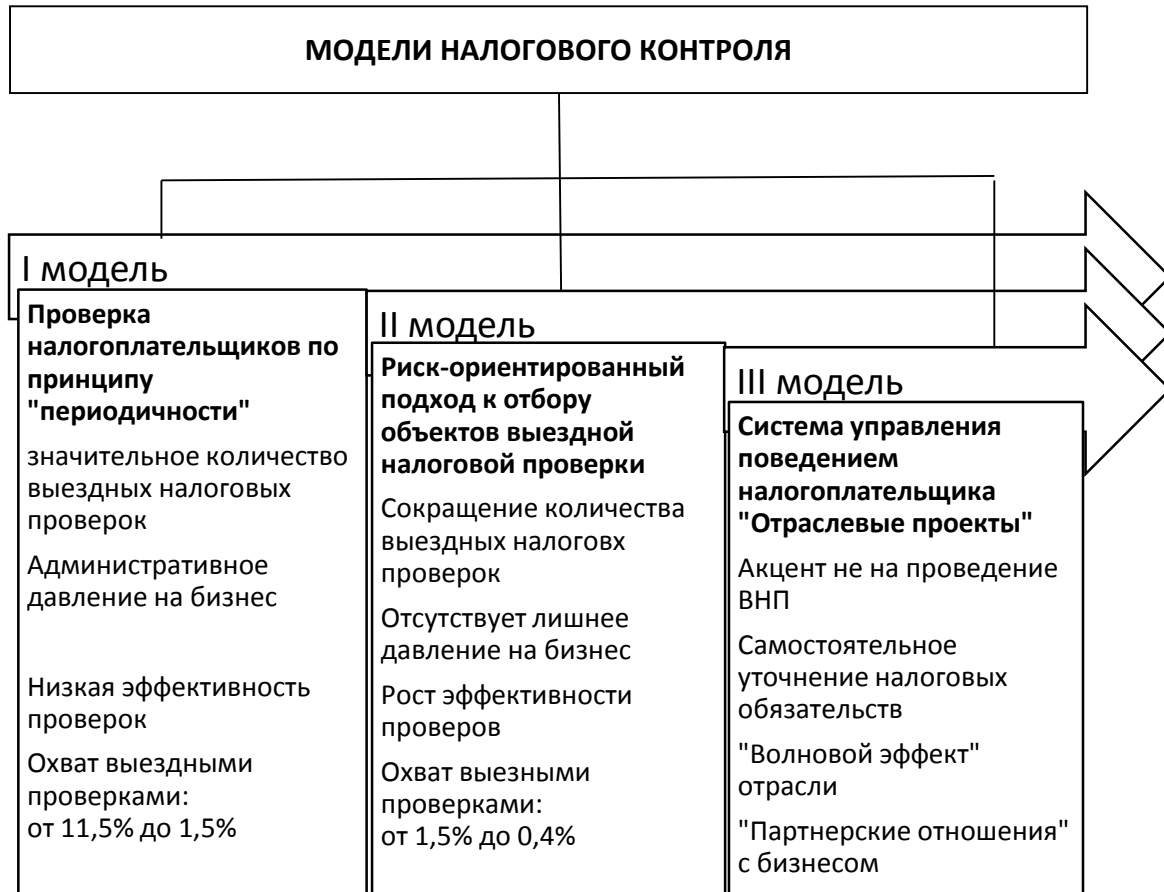 МОДЕЛИ НАЛОГОВОГО КОНТРОЛЯ
I модель
Проверка
налогоплательщиков по
принципу
"периодичности"
значительное количество
выездных налоговых
проверок
Административное
давление на бизнес
Низкая эффективность
проверок
Охват выездными
проверками:
от 11,5% до 1,5%
II модель
Риск-ориентированный
подход к отбору
объектов выездной
налоговой проверки
Сокращение количества
выездных налоговх
проверок
Отсутствует лишнее
давление на бизнес
Рост эффективности
проверов
Охват выезными
проверками:
от 1,5% до 0,4%
III модель
Система управления
поведением
налогоплательщика
"Отраслевые проекты"
Акцент не на проведение
ВНП
Самостоятельное
уточнение налоговых
обязательств
"Волновой эффект"
отрасли
"Партнерские отношения"
с бизнесом